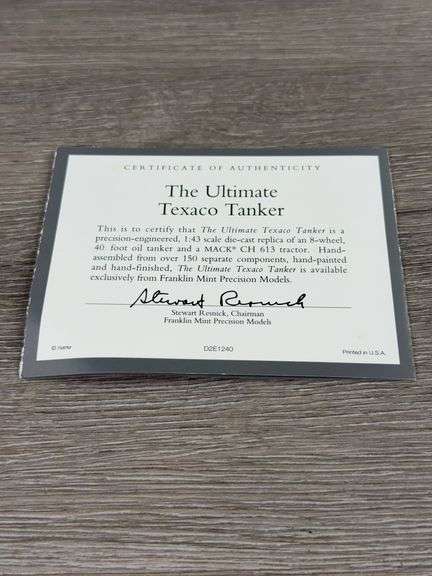 CERTIFICATE OF AUTHENTICITY
The Ultimate
Texaco Tanker
This is to certify that The Ultimate Texaco Tanker is a
precision-engineered, 1:43 scale die-cast replica of an 8-wheel,
40 foot oil tanker and a MACK® CH 613 tractor. Hand-
assembled from over 150 separate components, hand-painted
and hand-finished, The Ultimate Texaco Tanker is available
exclusively from Franklin Mint Precision Models.
Stewart Resnick
Stewart Resnick, Chairman
Franklin Mint Precision Models
D2E1240
Printed in U.S.A.